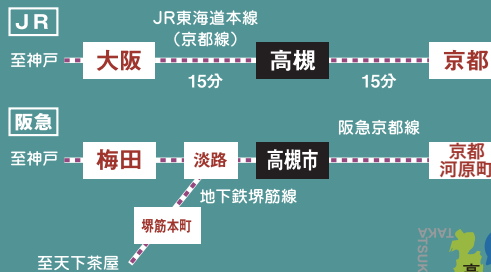 JR
JR東海道本線
（京都線）
至神戸
大阪
高槻
京都
15分
15分
阪急
阪急京都線
至神戸
梅田
淡路
高槻市
京都
河原町
地下鉄堺筋線
堺筋本町
至天下茶屋
TAKA
TSUK
高